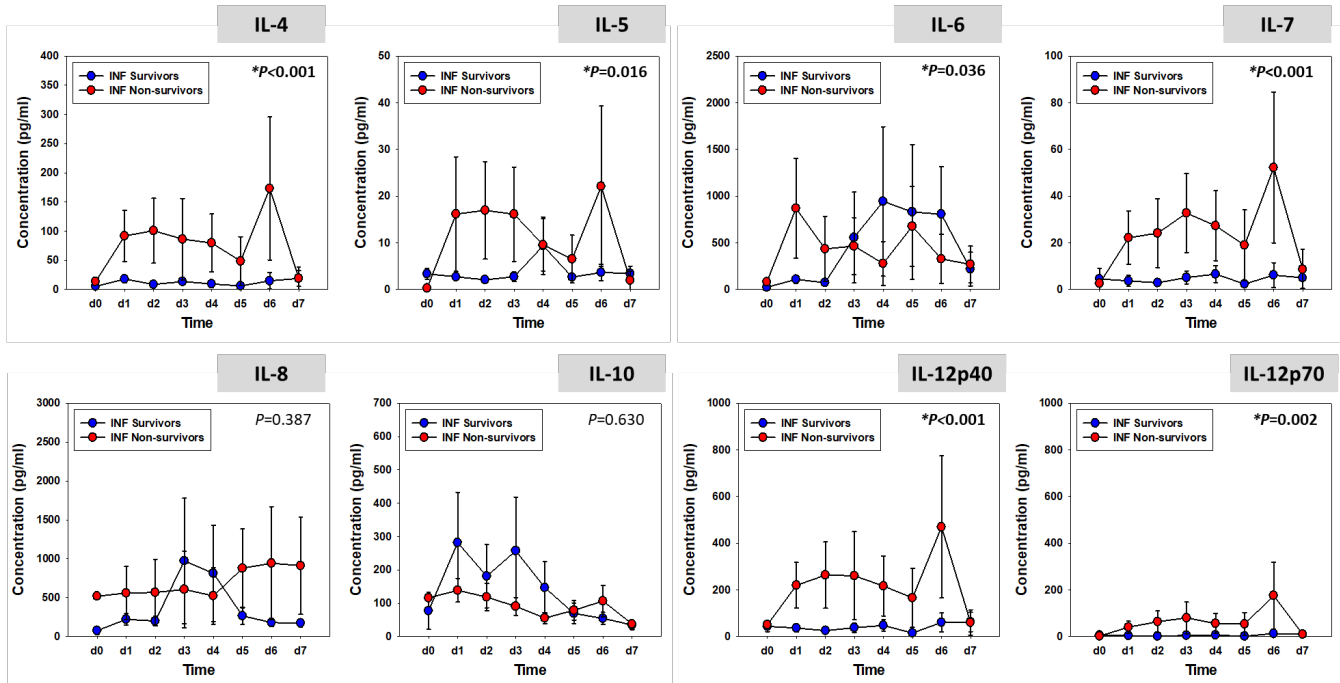 IL-4
400
350
300
250
200
150
100
50
0
Concentration (pg/ml)
INF Survivors
INF Non-survivors
*P<0.001
d0 d1 d2 d3 d4 d5 d6 d7
Time
IL-5
50
40
30
20
10
0
Concentration (pg/ml)
INF Survivors
INF Non-survivors
*P=0.016
d0 d1 d2 d3 d4 d5 d6 d7
Time
IL-6
2500
2000
1500
1000
500
0
Concentration (pg/ml)
INF Survivors
INF Non-survivors
*P=0.036
d0 d1 d2 d3 d4 d5 d6 d7
Time
IL-7
100
80
60
40
20
0
Concentration (pg/ml)
INF Survivors
INF Non-survivors
*P<0.001
d0 d1 d2 d3 d4 d5 d6 d7
Time
IL-8
3000
2500
2000
1500
1000
500
0
Concentration (pg/ml)
INF Survivors
INF Non-survivors
P=0.387
d0 d1 d2 d3 d4 d5 d6 d7
Time
IL-10
700
600
500
400
300
200
100
0
Concentration (pg/ml)
INF Survivors
INF Non-survivors
P=0.630
d0 d1 d2 d3 d4 d5 d6 d7
Time
IL-12p40
1000
800
600
400
200
0
Concentration (pg/ml)
INF Survivors
INF Non-survivors
*P<0.001
d0 d1 d2 d3 d4 d5 d6 d7
Time
IL-12p70
1000
800
600
400
200
0
Concentration (pg/ml)
INF Survivors
INF Non-survivors
*P=0.002
d0 d1 d2 d3 d4 d5 d6 d7
Time